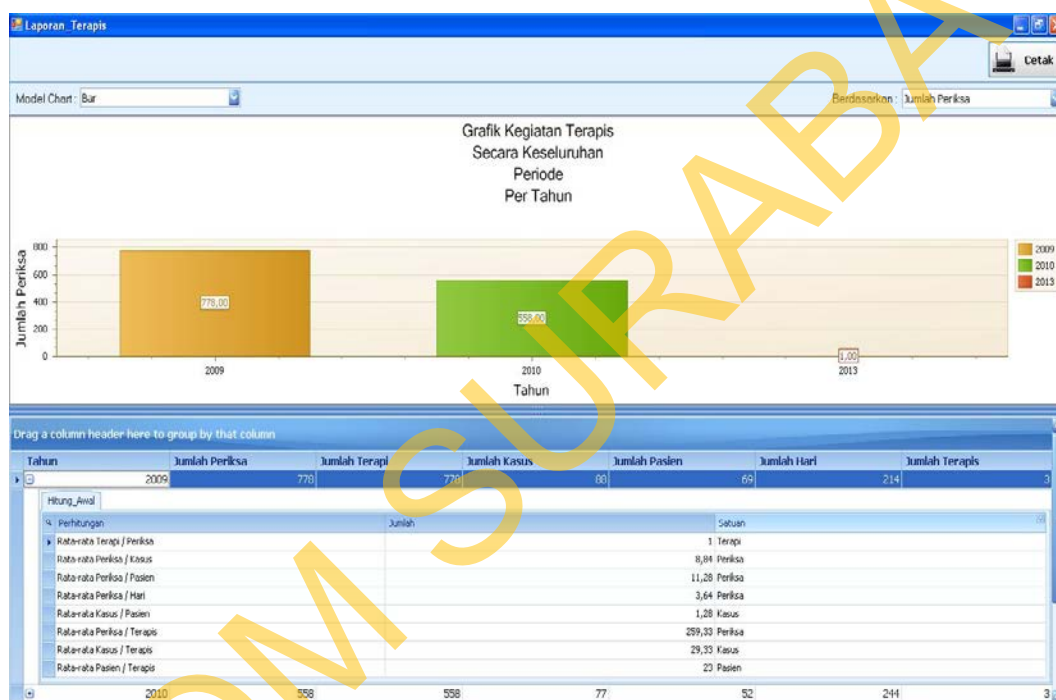 Laporan_Terapis
Cetak
Model Chart : Bar
Berdasarkan : Jumlah Periksa
Grafik Kegiatan Terapis
Secara Keseluruhan
Periode
Per Tahun
Jumlah Periksa
800
600
400
200
0
778,00
558,00
1,00
2009
2010
2013
Tahun
2009
2010
2013
Drag a column header here to group by that column
Tahun Jumlah Periksa Jumlah Terapi Jumlah Kasus Jumlah Pasien Jumlah Hari Jumlah Terapis
2009 778 778 88 69 214 3
Hitung_Awal
Perhitungan Jumlah Satuan
Rata-rata Terapi / Periksa 1 Terapi
Rata-rata Periksa / Kasus 8,84 Periksa
Rata-rata Periksa / Pasien 11,28 Periksa
Rata-rata Periksa / Hari 3,64 Periksa
Rata-rata Kasus / Pasien 1,28 Kasus
Rata-rata Periksa / Terapis 259,33 Periksa
Rata-rata Kasus / Terapis 29,33 Kasus
Rata-rata Pasien / Terapis 23 Pasien
2010 558 558 77 52 244 3
OM SURABA